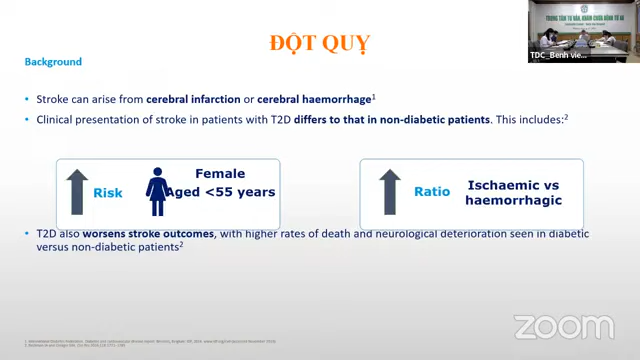 ĐỘT QUỴ
Background
• Stroke can arise from cerebral infarction or cerebral haemorrhage1
• Clinical presentation of stroke in patients with T2D differs to that in non-diabetic patients. This includes:2
Risk
Female
Aged <55 years
Ratio
Ischaemic vs
haemorrhagic
• T2D also worsens stroke outcomes, with higher rates of death and neurological deterioration seen in diabetic
versus non-diabetic patients2
TRUNG TÂM TƯ VẤN, KHÁM CHỮA BỆNH TỪ XA
TDC_Benh vie...
zoom